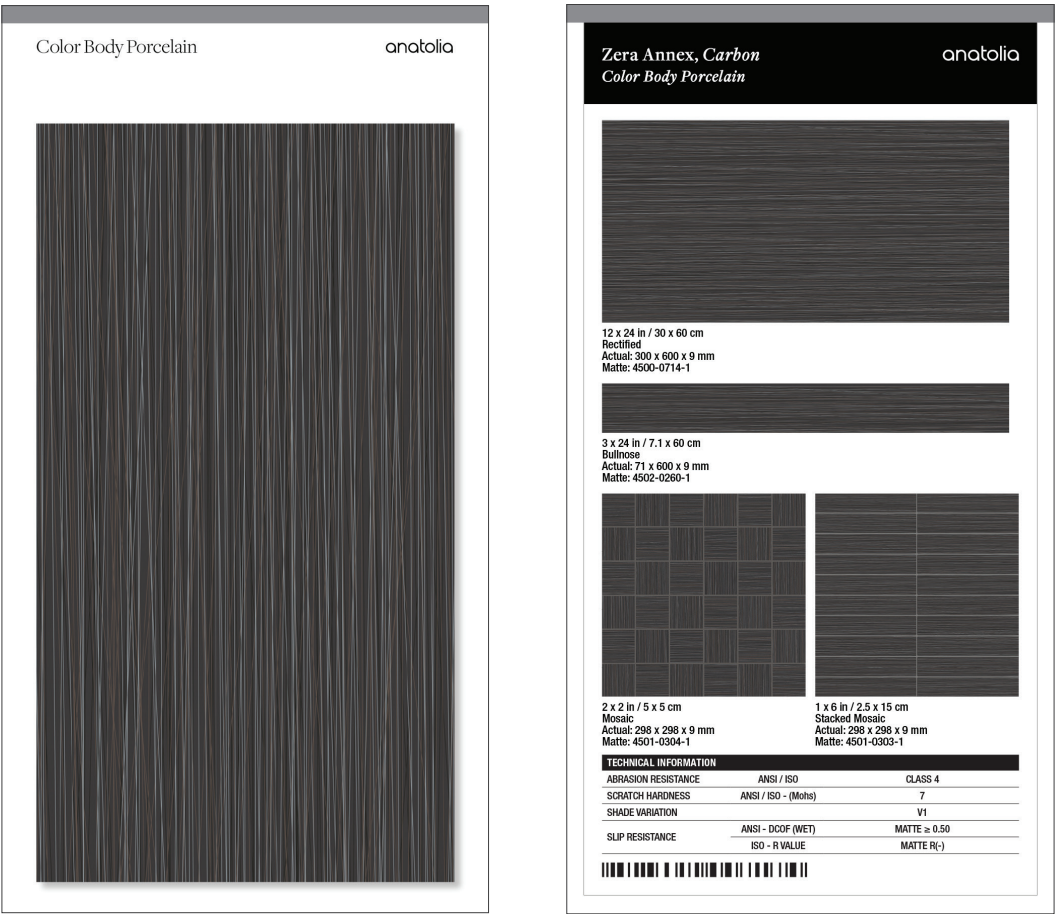 Color Body Porcelain
anatolia
Zera Annex, Carbon
Color Body Porcelain
anatolia
12 x 24 in / 30 x 60 cm
Rectified
Actual: 300 x 600 x 9 mm
Matte: 4500-0714-1
3 x 24 in / 7.1 x 60 cm
Bullnose
Actual: 71 x 600 x 9 mm
Matte: 4502-0260-1
2 x 2 in / 5 x 5 cm
Mosaic
Actual: 298 x 298 x 9 mm
Matte: 4501-0304-1
1 x 6 in / 2.5 x 15 cm
Stacked Mosaic
Actual: 298 x 298 x 9 mm
Matte: 4501-0303-1
TECHNICAL INFORMATION
ABRASION RESISTANCE ANSI / ISO CLASS 4
SCRATCH HARDNESS ANSI / ISO - (Mohs) 7
SHADE VARIATION V1
SLIP RESISTANCE ANSI - DCOF (WET) MATTE ≥ 0.50
ISO - R VALUE MATTE R(-)